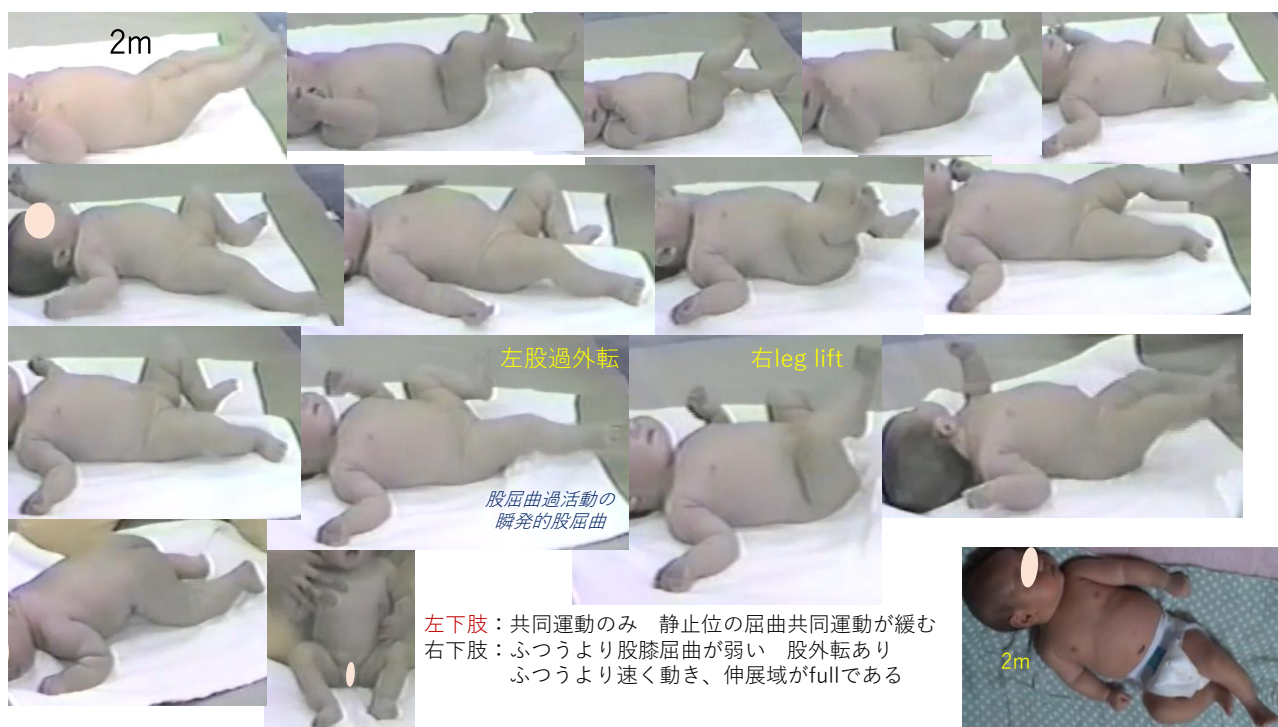 2m
左股過外転
右leg lift
股屈曲過活動の
瞬発的股屈曲
左下肢：共同運動のみ　静止位の屈曲共同運動が緩む
右下肢：ふつうより股膝屈曲が弱い　股外転あり
ふつうより速く動き、伸展域がfullである
2m